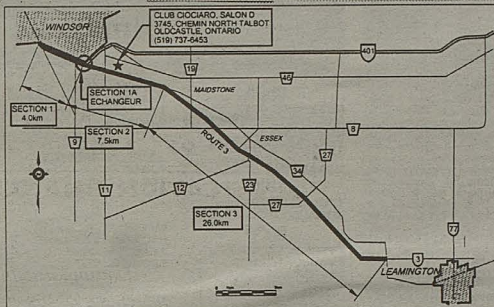 WINDSOR
CLUB CIOCIARO, SALON D
3745, CHEMIN NORTH TALBOT
OLDCASTLE, ONTARIO
(519) 737-6453
401
19
46
MAIDSTONE
SECTION 1A
ECHANGEUR
SECTION 1
4.0km
SECTION 2
7.5km
8
ROUTE 3
ESSEX
9
27
34
11
12
23
27
SECTION 3
26.0km
77
3
LEAMINGTON